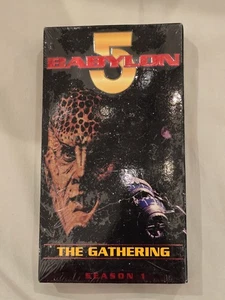 BABYLON
5
THE GATHERING
SEASON 1